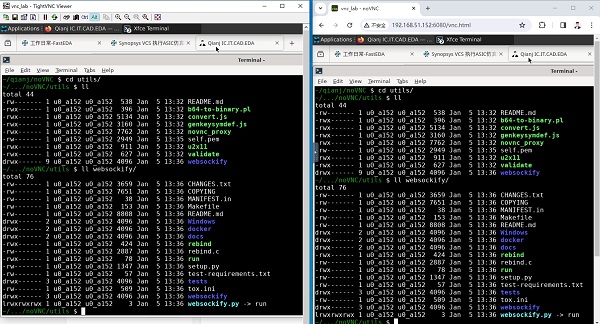 vnc_lab - TightVNC Viewer
Applications
Qianj IC.IT.CAD.EDA
Xfce Terminal
工作日常-FastEDA
Synopsys VCS 执行ASIC仿
Qianj IC.IT.CAD.EDA
Terminal -
File Edit View Terminal Tabs Help
~/qianj/noVNC $ cd utils/
~/.../noVNC/utils $ ll
total 44
-rw------- 1 u0_a152 u0_a152 538 Jan 5 13:32 README.md
-rwx------ 1 u0_a152 u0_a152 396 Jan 5 13:32 b64-to-binary.pl
-rwx------ 1 u0_a152 u0_a152 5134 Jan 5 13:32 convert.js
-rwx------ 1 u0_a152 u0_a152 3160 Jan 5 13:32 genkeysymdef.js
-rwx------ 1 u0_a152 u0_a152 7762 Jan 5 13:32 novnc_proxy
-rw------- 1 u0_a152 u0_a152 2949 Jan 5 13:35 self.pem
-rwx------ 1 u0_a152 u0_a152 2311 Jan 5 13:32 u2x11
-rwx------ 1 u0_a152 u0_a152 627 Jan 5 13:32 validate
drwx------ 9 u0_a152 u0_a152 4096 Jan 5 13:36 websockify
~/.../noVNC/utils $ ll websockify/
total 76
-rw------- 1 u0_a152 u0_a152 3659 Jan 5 13:36 CHANGES.txt
-rw------- 1 u0_a152 u0_a152 7651 Jan 5 13:36 COPYING
-rw------- 1 u0_a152 u0_a152 38 Jan 5 13:36 MANIFEST.in
-rw------- 1 u0_a152 u0_a152 153 Jan 5 13:36 Makefile
-rw------- 1 u0_a152 u0_a152 8808 Jan 5 13:36 README.md
drwx------ 2 u0_a152 u0_a152 4096 Jan 5 13:36 Windows
drwx------ 2 u0_a152 u0_a152 4096 Jan 5 13:36 docker
drwx------ 2 u0_a152 u0_a152 4096 Jan 5 13:36 docs
-rwx------ 1 u0_a152 u0_a152 424 Jan 5 13:36 rebind
-rw------- 1 u0_a152 u0_a152 2887 Jan 5 13:36 rebind.c
-rwx------ 1 u0_a152 u0_a152 78 Jan 5 13:36 run
-rw------- 1 u0_a152 u0_a152 1347 Jan 5 13:36 setup.py
-rw------- 1 u0_a152 u0_a152 57 Jan 5 13:36 test-requirements.txt
drwx------ 3 u0_a152 u0_a152 4096 Jan 5 13:36 tests
-rw------- 1 u0_a152 u0_a152 509 Jan 5 13:36 tox.ini
drwx------ 3 u0_a152 u0_a152 4096 Jan 5 13:36 websockify
lrwxrwxrwx 1 u0_a152 u0_a152 3 Jan 5 13:36 websockify.py -> run
~/.../noVNC/utils $
vnc_lab - noVNC
不安全
192.168.51.152:6080/vnc.html
Applications
Qianj IC.IT.CAD.EDA
Xfce Terminal
工作日常-FastEDA
Synopsys VCS 执行ASIC仿
Qianj IC.IT.CAD.EDA
Terminal -
File Edit View Terminal Tabs Help
~/qianj/noVNC $ cd utils/
~/.../noVNC/utils $ ll
total 44
-rw------- 1 u0_a152 u0_a152 538 Jan 5 13:32 README.md
-rwx------ 1 u0_a152 u0_a152 396 Jan 5 13:32 b64-to-binary.pl
-rwx------ 1 u0_a152 u0_a152 5134 Jan 5 13:32 convert.js
-rwx------ 1 u0_a152 u0_a152 3160 Jan 5 13:32 genkeysymdef.js
-rwx------ 1 u0_a152 u0_a152 7762 Jan 5 13:32 novnc_proxy
-rw------- 1 u0_a152 u0_a152 2949 Jan 5 13:35 self.pem
-rwx------ 1 u0_a152 u0_a152 2311 Jan 5 13:32 u2x11
-rwx------ 1 u0_a152 u0_a152 627 Jan 5 13:32 validate
drwx------ 9 u0_a152 u0_a152 4096 Jan 5 13:36 websockify
~/.../noVNC/utils $ ll websockify/
total 76
-rw------- 1 u0_a152 u0_a152 3659 Jan 5 13:36 CHANGES.txt
-rw------- 1 u0_a152 u0_a152 7651 Jan 5 13:36 COPYING
-rw------- 1 u0_a152 u0_a152 38 Jan 5 13:36 MANIFEST.in
-rw------- 1 u0_a152 u0_a152 153 Jan 5 13:36 Makefile
-rw------- 1 u0_a152 u0_a152 8808 Jan 5 13:36 README.md
drwx------ 2 u0_a152 u0_a152 4096 Jan 5 13:36 Windows
drwx------ 2 u0_a152 u0_a152 4096 Jan 5 13:36 docker
drwx------ 2 u0_a152 u0_a152 4096 Jan 5 13:36 docs
-rwx------ 1 u0_a152 u0_a152 424 Jan 5 13:36 rebind
-rw------- 1 u0_a152 u0_a152 2887 Jan 5 13:36 rebind.c
-rwx------ 1 u0_a152 u0_a152 78 Jan 5 13:36 run
-rw------- 1 u0_a152 u0_a152 1347 Jan 5 13:36 setup.py
-rw------- 1 u0_a152 u0_a152 57 Jan 5 13:36 test-requirements.txt
drwx------ 3 u0_a152 u0_a152 4096 Jan 5 13:36 tests
-rw------- 1 u0_a152 u0_a152 509 Jan 5 13:36 tox.ini
drwx------ 3 u0_a152 u0_a152 4096 Jan 5 13:36 websockify
lrwxrwxrwx 1 u0_a152 u0_a152 3 Jan 5 13:36 websockify.py -> run
~/.../noVNC/utils $